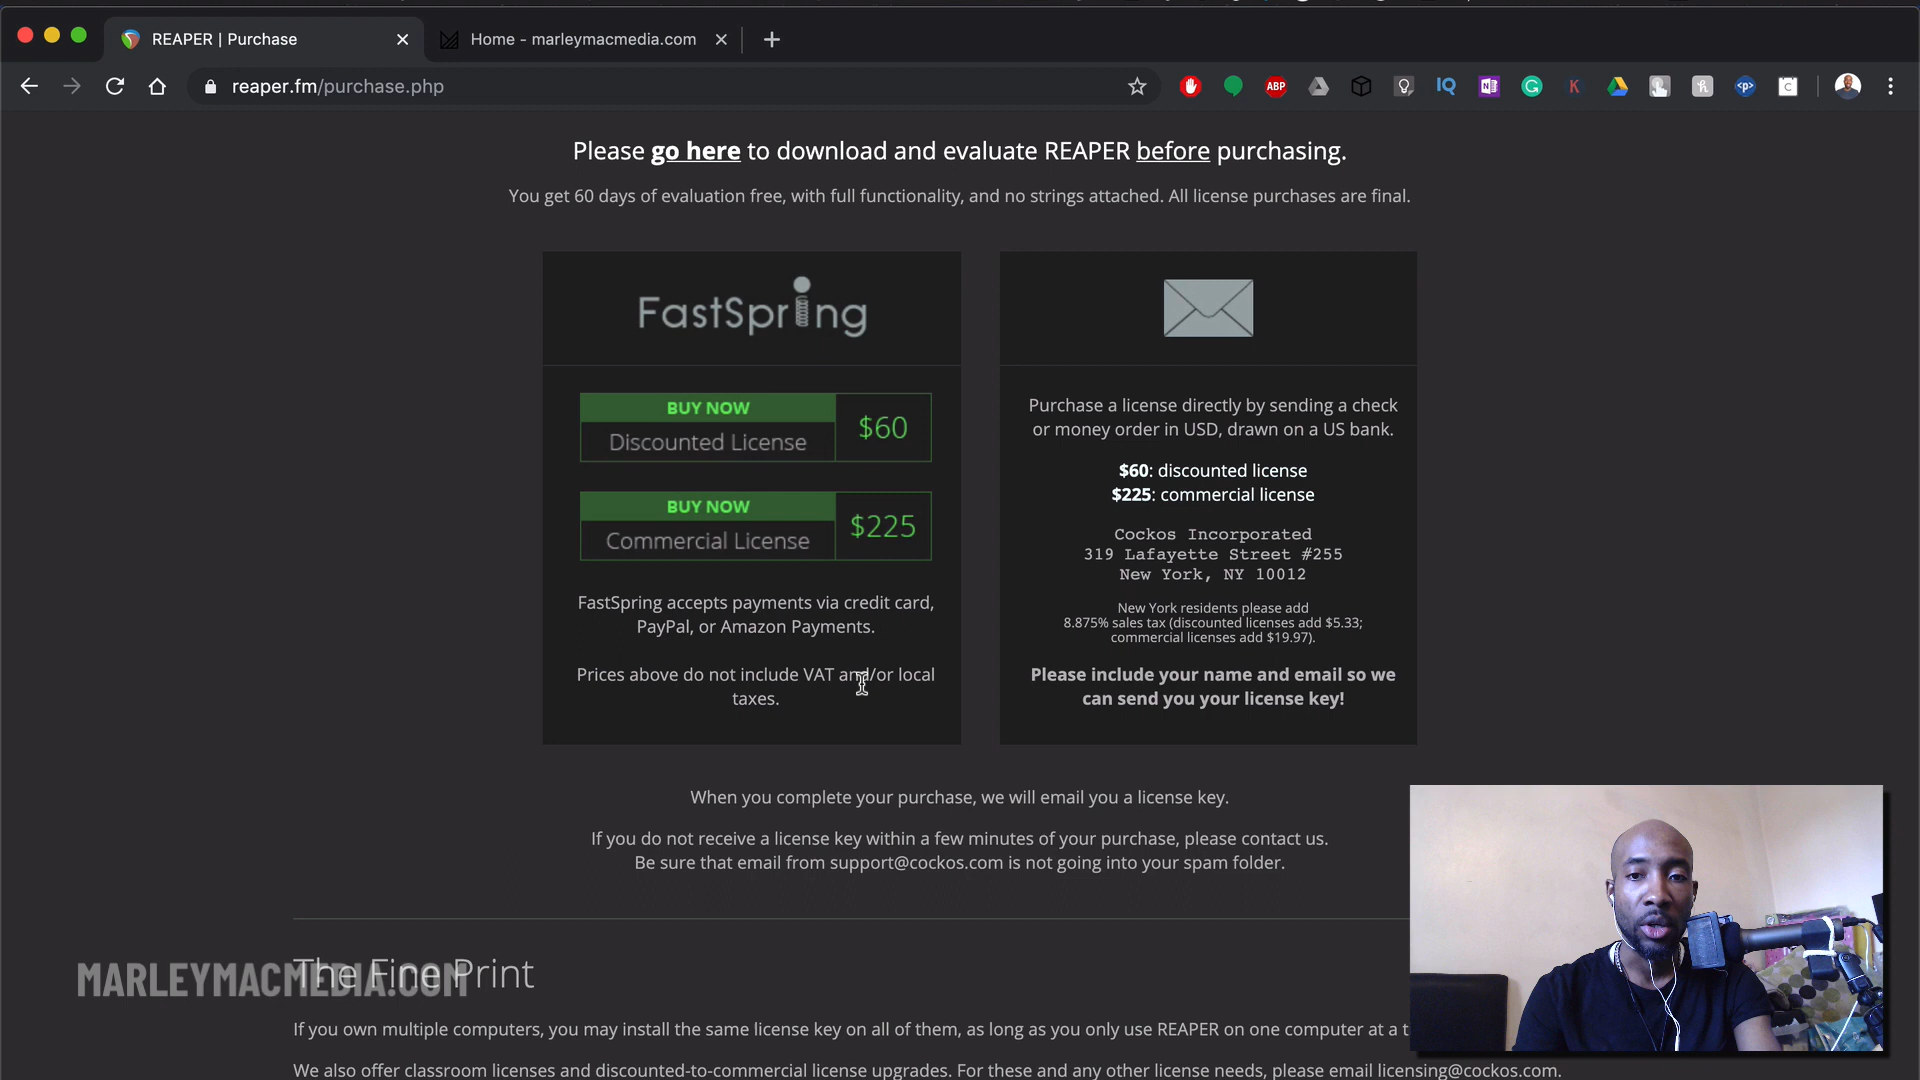 REAPER | Purchase
Home - marleymacmedia.com
reaper.fm/purchase.php
ABP
IQ
N
G
K
h
<p>
C
Please go here to download and evaluate REAPER before purchasing.
You get 60 days of evaluation free, with full functionality, and no strings attached. All license purchases are final.
FastSpring
BUY NOW
Discounted License
$60
BUY NOW
Commercial License
$225
FastSpring accepts payments via credit card,
PayPal, or Amazon Payments.
Prices above do not include VAT and/or local
taxes.
Purchase a license directly by sending a check
or money order in USD, drawn on a US bank.
$60: discounted license
$225: commercial license
Cockos Incorporated
319 Lafayette Street #255
New York, NY 10012
New York residents please add
8.875% sales tax (discounted licenses add $5.33;
commercial licenses add $19.97).
Please include your name and email so we
can send you your license key!
When you complete your purchase, we will email you a license key.
If you do not receive a license key within a few minutes of your purchase, please contact us.
Be sure that email from support@cockos.com is not going into your spam folder.
The Fine Print
MARLEYMACMEDIA.COM
If you own multiple computers, you may install the same license key on all of them, as long as you only use REAPER on one computer at a t
We also offer classroom licenses and discounted-to-commercial license upgrades. For these and any other license needs, please email licensing@cockos.com.